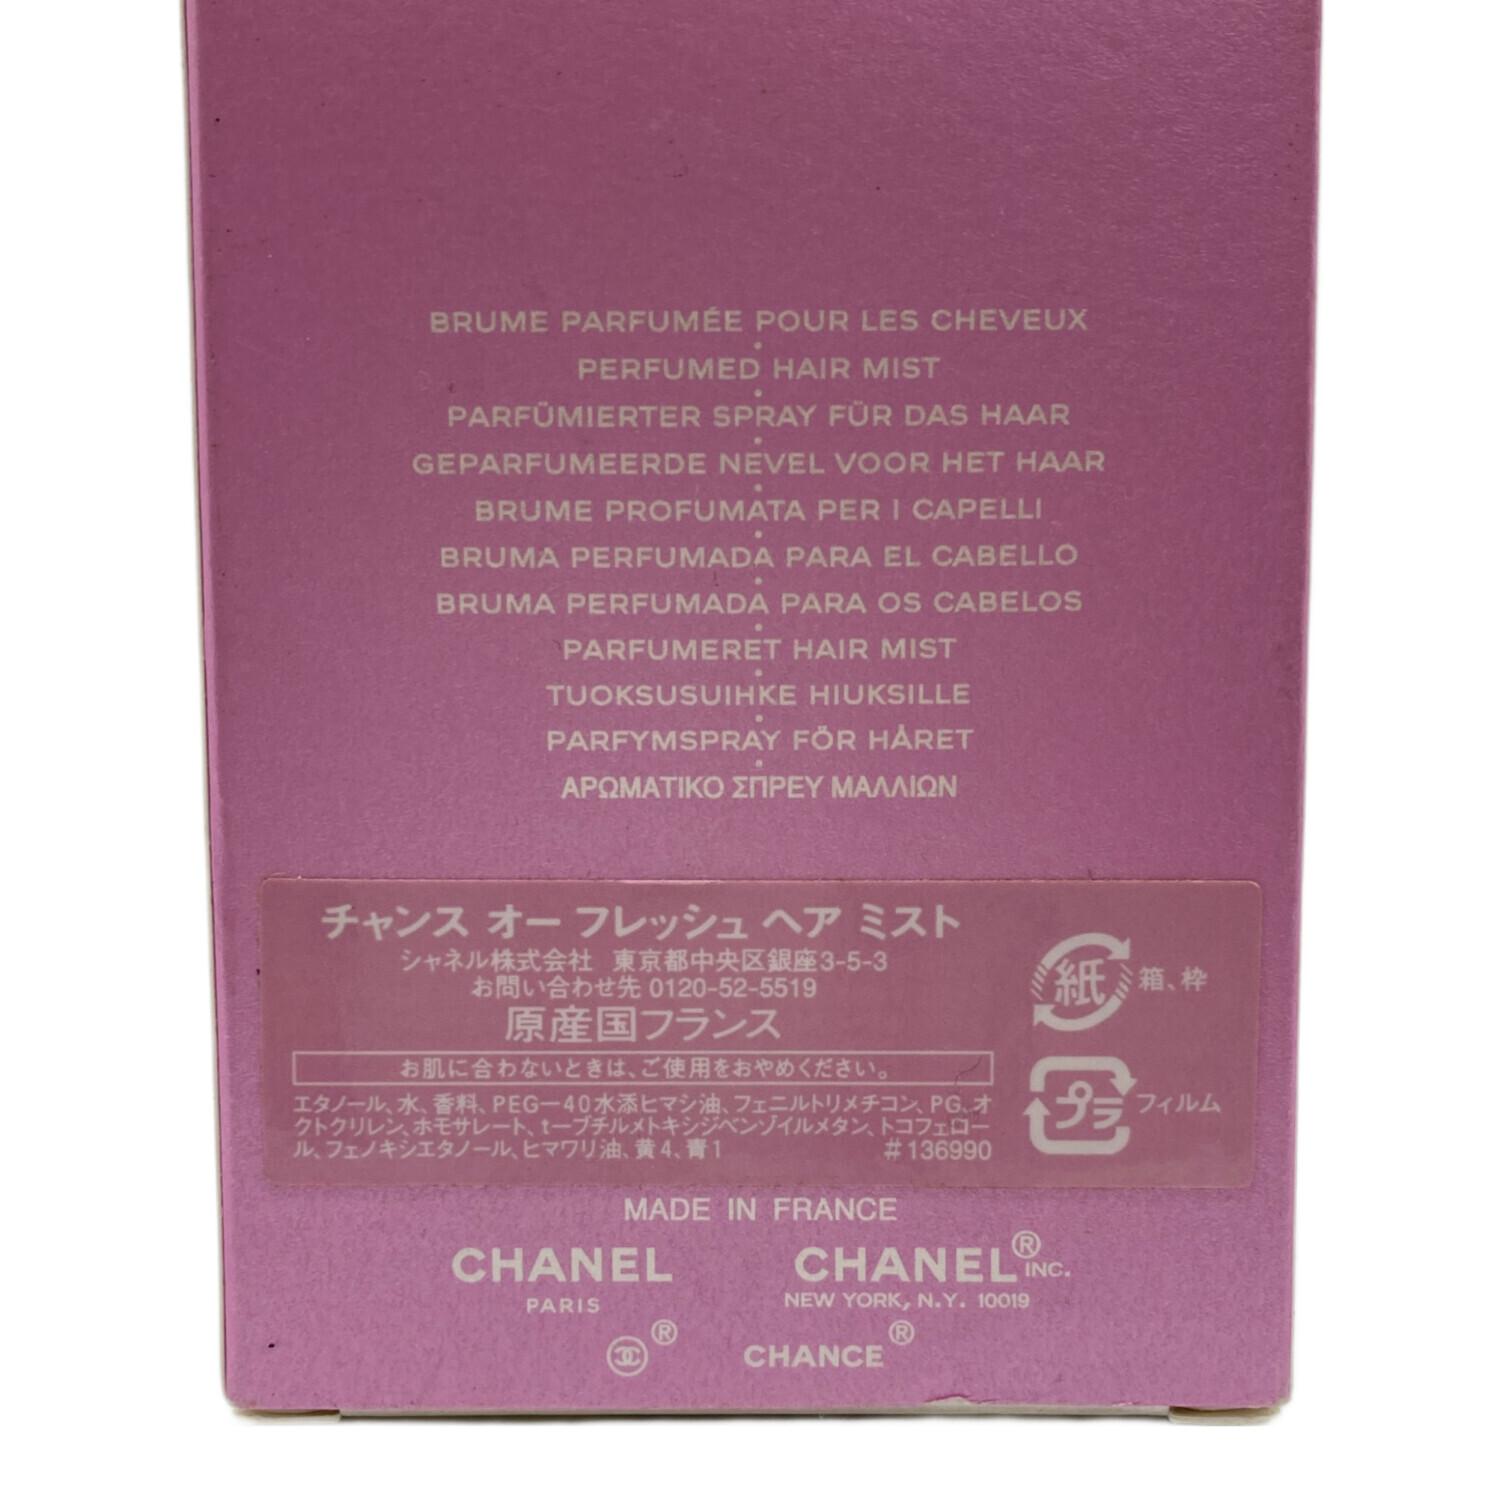 BRUME PARFUMÉE POUR LES CHEVEUX
PERFUMED HAIR MIST
PARFÜMIERTER SPRAY FÜR DAS HAAR
GEPARFUMEERDE NEVEL VOOR HET HAAR
BRUME PROFUMATA PER I CAPELLI
BRUMA PERFUMADA PARA EL CABELLO
BRUMA PERFUMADA PARA OS CABELOS
PARFUMERET HAIR MIST
TUOKSUSUIHKE HIUKSILLE
PARFYMSPRAY FÖR HÅRET
ΑΡΩΜΑΤΙΚΟ ΣΠΡΕΥ ΜΑΛΛΙΩΝ
チャンス オー フレッシュ ヘア ミスト
シャネル株式会社 東京都中央区銀座3-5-3
お問い合わせ先 0120-52-5519
原産国フランス
お肌に合わないときは、ご使用をおやめください。
エタノール、水、香料、PEG-40水添ヒマシ油、フェニルトリメチコン、PG、オ
クトクリレン、ホモサレート、t-ブチルメトキシジベンゾイルメタン、トコフェロー
ル、フェノキシエタノール、ヒマワリ油、黄4、青1 #136990
紙 箱、枠
プラ フィルム
MADE IN FRANCE
CHANEL
PARIS
CHANEL® INC.
NEW YORK, N.Y. 10019
®
CHANCE®